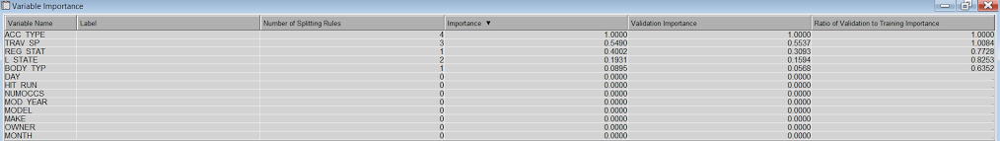 Variable Importance
Variable Name Label Number of Splitting Rules Importance ▼ Validation Importance Ratio of Validation to Training Importance
ACC_TYPE 4 1.0000 1.0000 1.0000
TRAV_SP 3 0.5490 0.5537 1.0084
REG_STAT 1 0.4002 0.3093 0.7728
L_STATE 2 0.1931 0.1594 0.8253
BODY_TYP 1 0.0895 0.0568 0.6352
DAY 0 0.0000 0.0000 .
HIT_RUN 0 0.0000 0.0000 .
NUMOCCS 0 0.0000 0.0000 .
MOD_YEAR 0 0.0000 0.0000 .
MODEL 0 0.0000 0.0000 .
MAKE 0 0.0000 0.0000 .
OWNER 0 0.0000 0.0000 .
MONTH 0 0.0000 0.0000 .